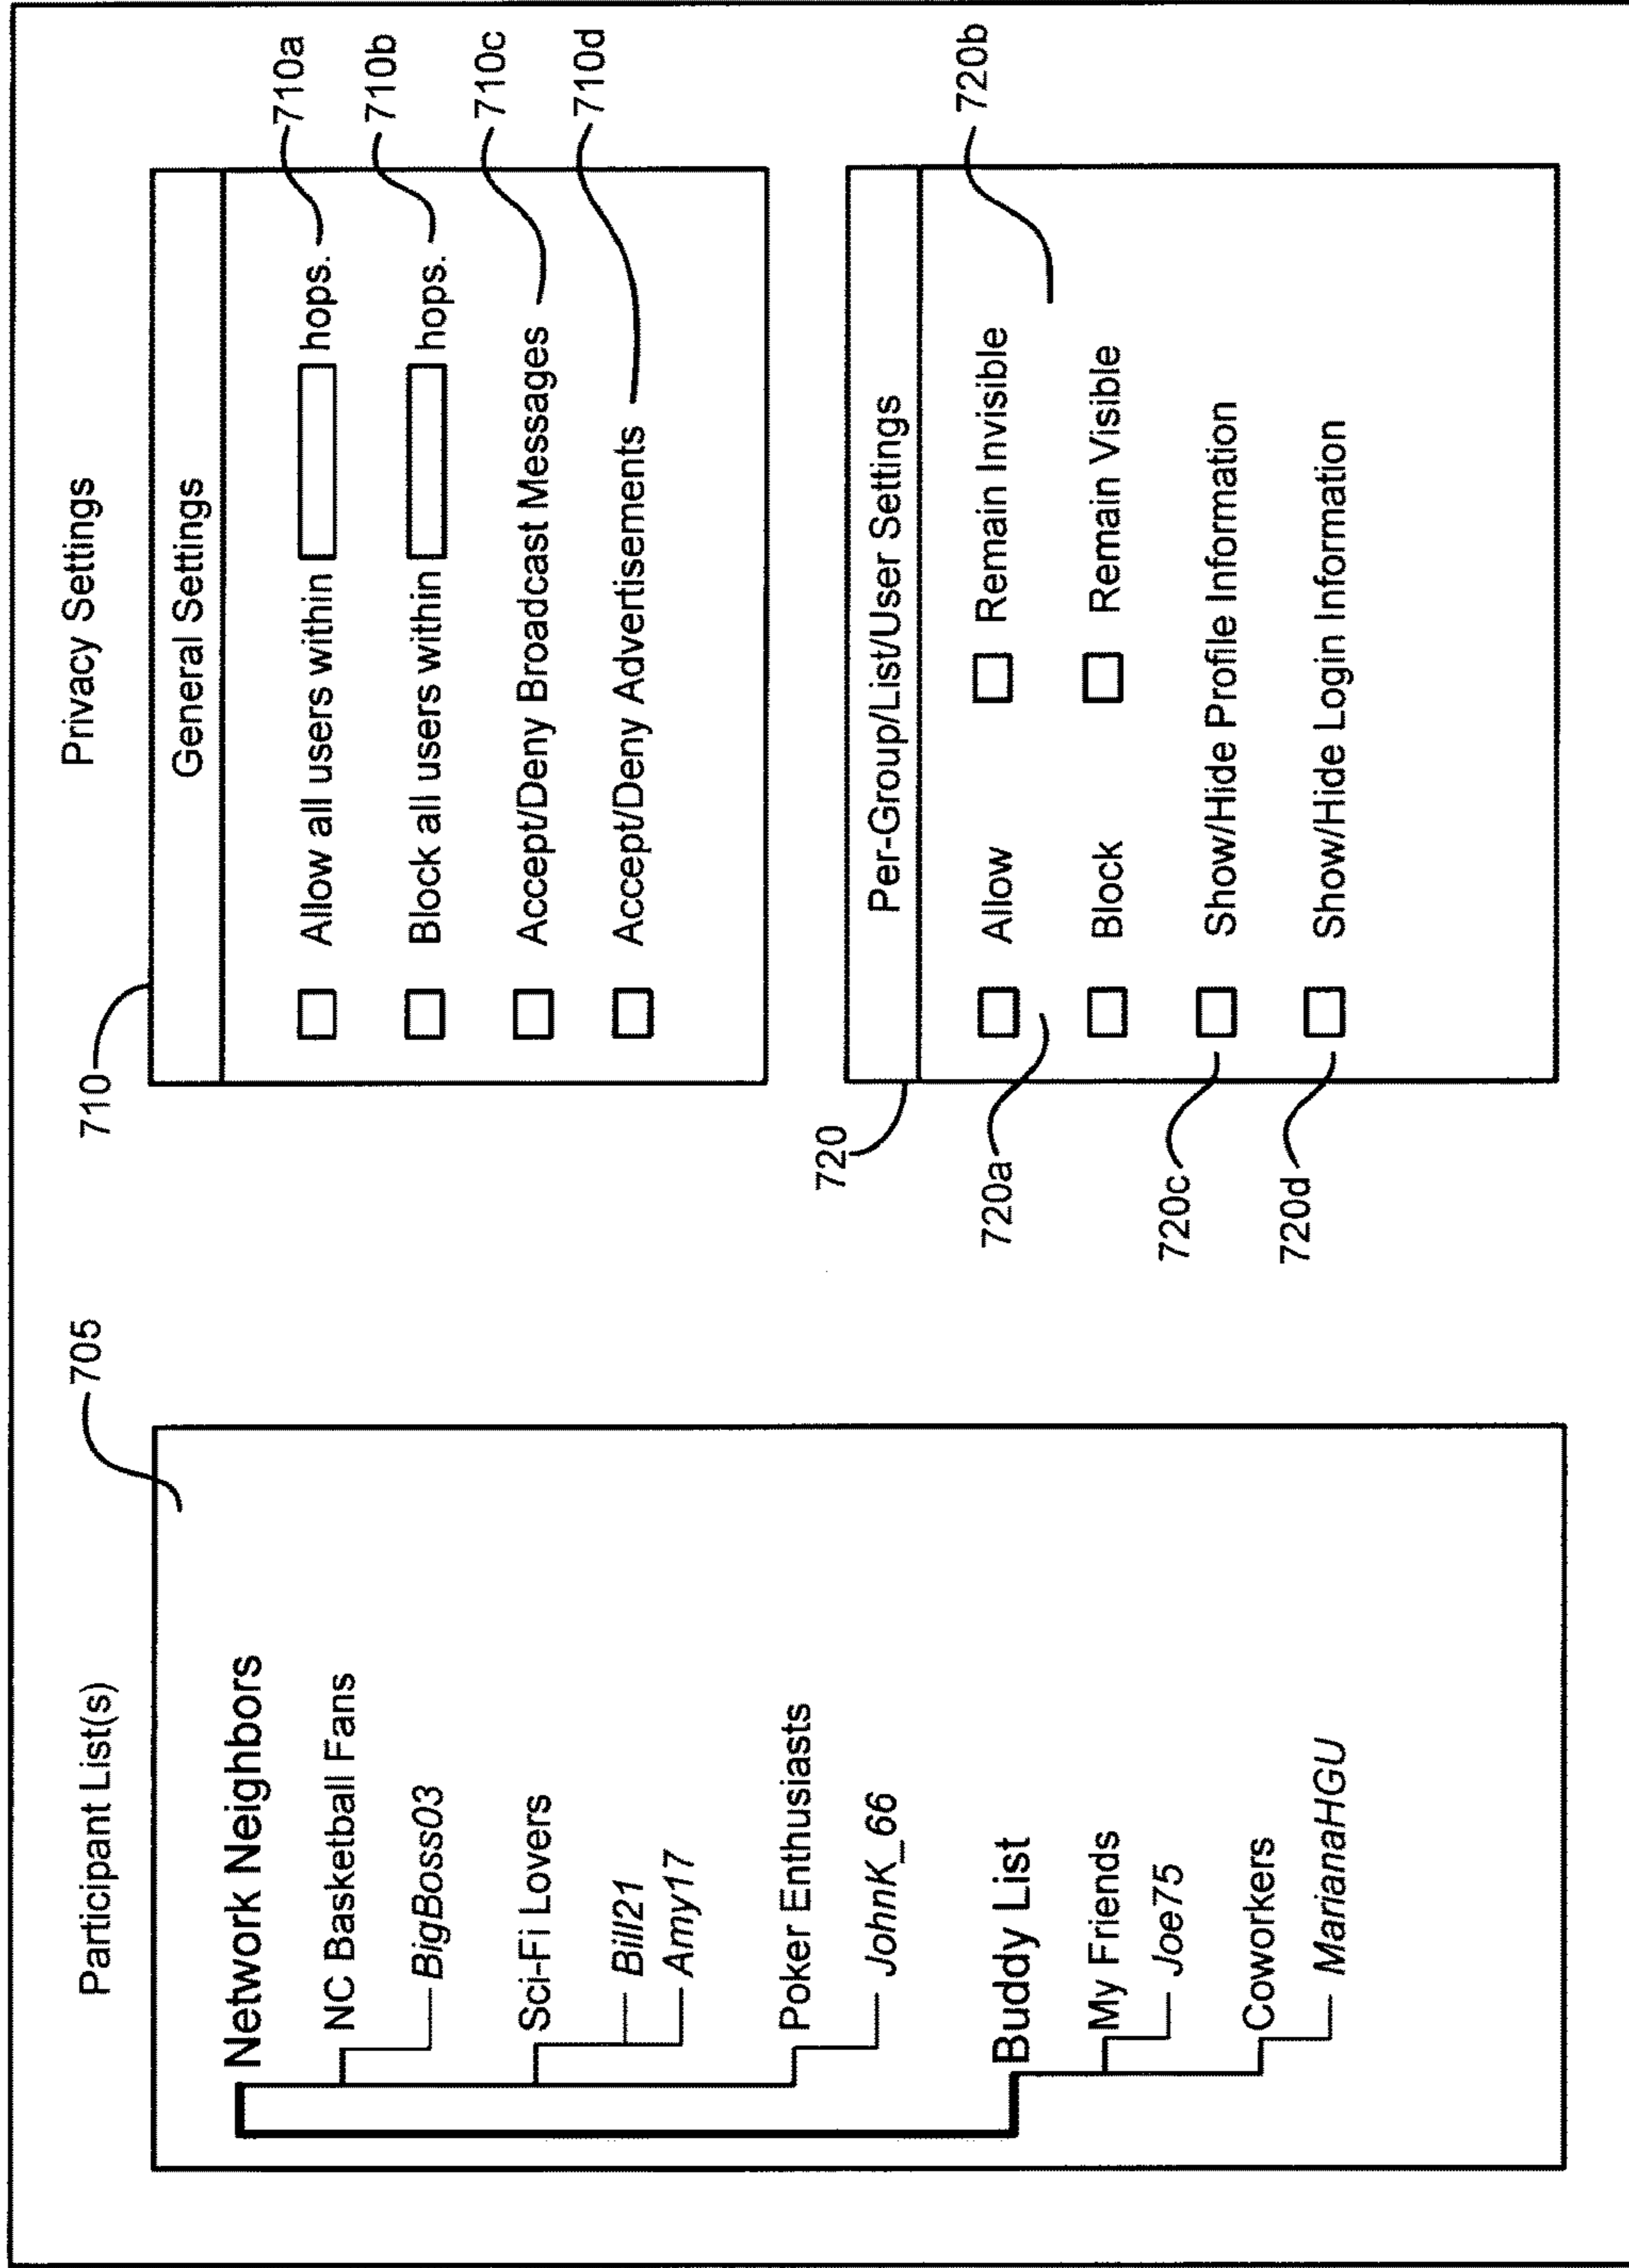 Participant List(s)
705
Network Neighbors
NC Basketball Fans
BigBoss03
Sci-Fi Lovers
Bill21
Amy17
Poker Enthusiasts
JohnK_66
Buddy List
My Friends
Joe75
Coworkers
MarianaHGU
Privacy Settings
710
General Settings
Allow all users within hops.
710a
Block all users within hops.
710b
Accept/Deny Broadcast Messages
710c
Accept/Deny Advertisements
710d
720
Per-Group/List/User Settings
720a
Allow Remain Invisible
720b
Block Remain Visible
720c
Show/Hide Profile Information
720d
Show/Hide Login Information